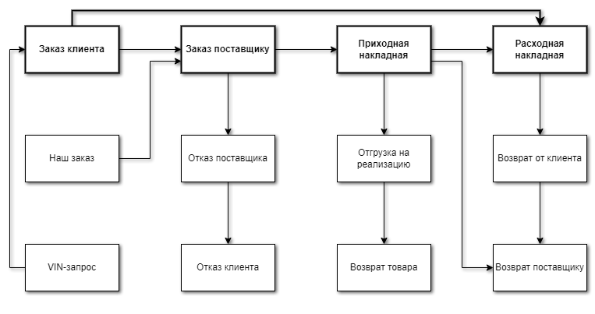 Заказ клиента
Заказ поставщику
Приходная
накладная
Расходная
накладная
Наш заказ
Отказ поставщика
Отгрузка на
реализацию
Возврат от клиента
VIN-запрос
Отказ клиента
Возврат товара
Возврат поставщику